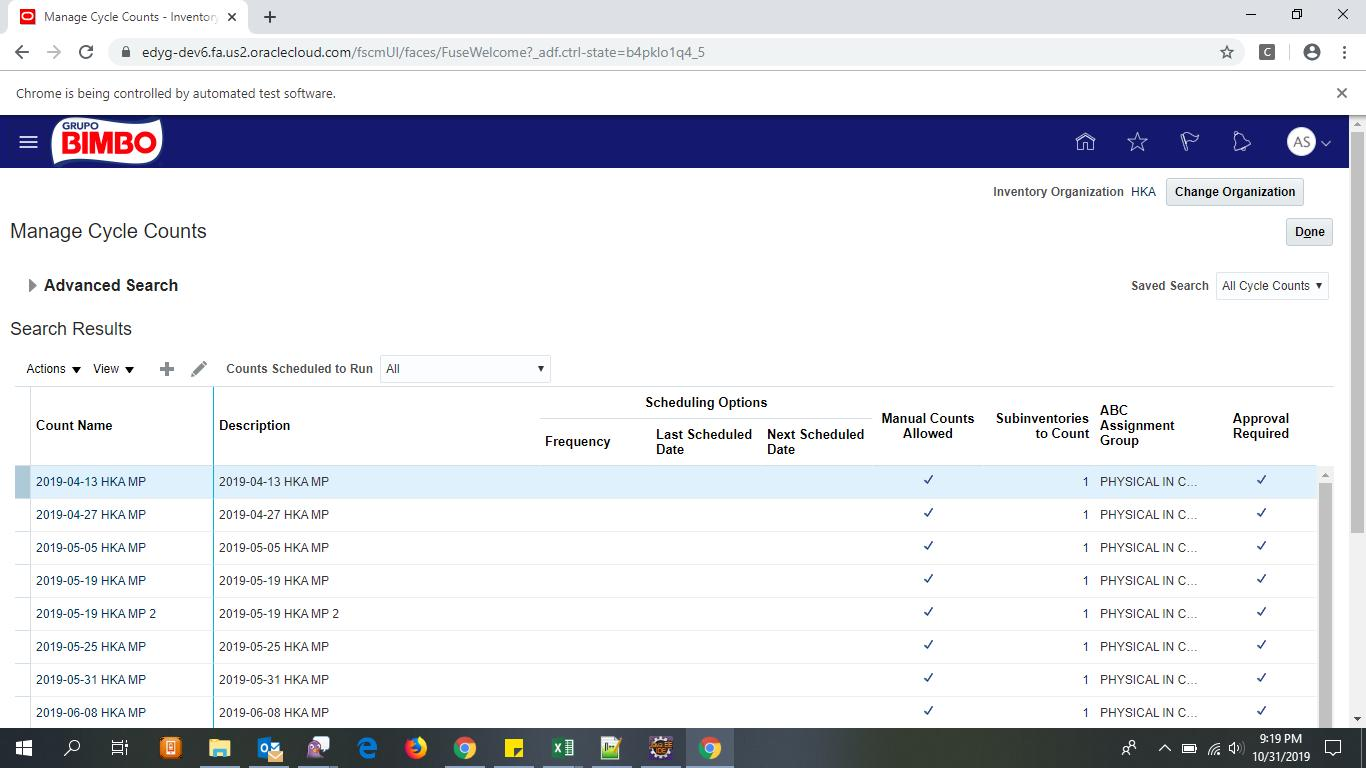 Manage Cycle Counts - Inventory
edyg-dev6.fa.us2.oraclecloud.com/fscmUI/faces/FuseWelcome?_adf.ctrl-state=b4pklo1q4_5
C
Chrome is being controlled by automated test software.
GRUPO
BIMBO
AS
Inventory Organization HKA Change Organization
Manage Cycle Counts
Done
Advanced Search
Saved Search All Cycle Counts
Search Results
Actions View Counts Scheduled to Run All
Scheduling Options
Count Name Description Frequency Last Scheduled Date Next Scheduled Date Manual Counts Allowed Subinventories to Count ABC Assignment Group Approval Required
2019-04-13 HKA MP 2019-04-13 HKA MP ✓ 1 PHYSICAL IN C... ✓
2019-04-27 HKA MP 2019-04-27 HKA MP ✓ 1 PHYSICAL IN C... ✓
2019-05-05 HKA MP 2019-05-05 HKA MP ✓ 1 PHYSICAL IN C... ✓
2019-05-19 HKA MP 2019-05-19 HKA MP ✓ 1 PHYSICAL IN C... ✓
2019-05-19 HKA MP 2 2019-05-19 HKA MP 2 ✓ 1 PHYSICAL IN C... ✓
2019-05-25 HKA MP 2019-05-25 HKA MP ✓ 1 PHYSICAL IN C... ✓
2019-05-31 HKA MP 2019-05-31 HKA MP ✓ 1 PHYSICAL IN C... ✓
2019-06-08 HKA MP 2019-06-08 HKA MP ✓ 1 PHYSICAL IN C... ✓
9:19 PM
10/31/2019